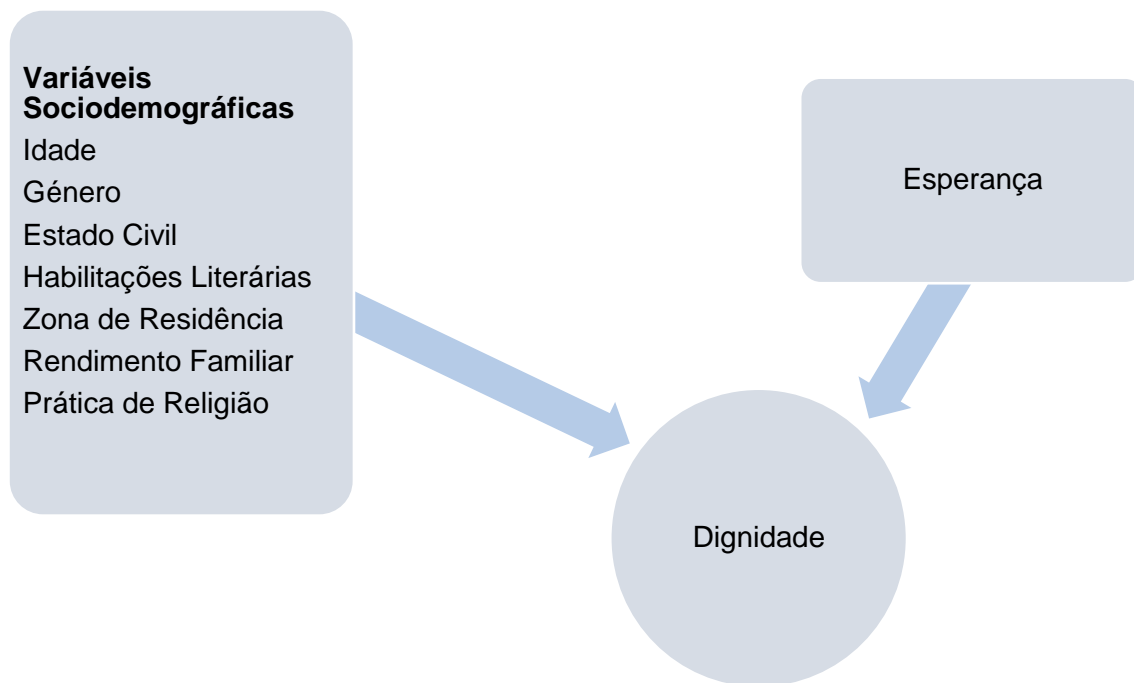 Variáveis
Sociodemográficas
Idade
Género
Estado Civil
Habilitações Literárias
Zona de Residência
Rendimento Familiar
Prática de Religião
Esperança
Dignidade